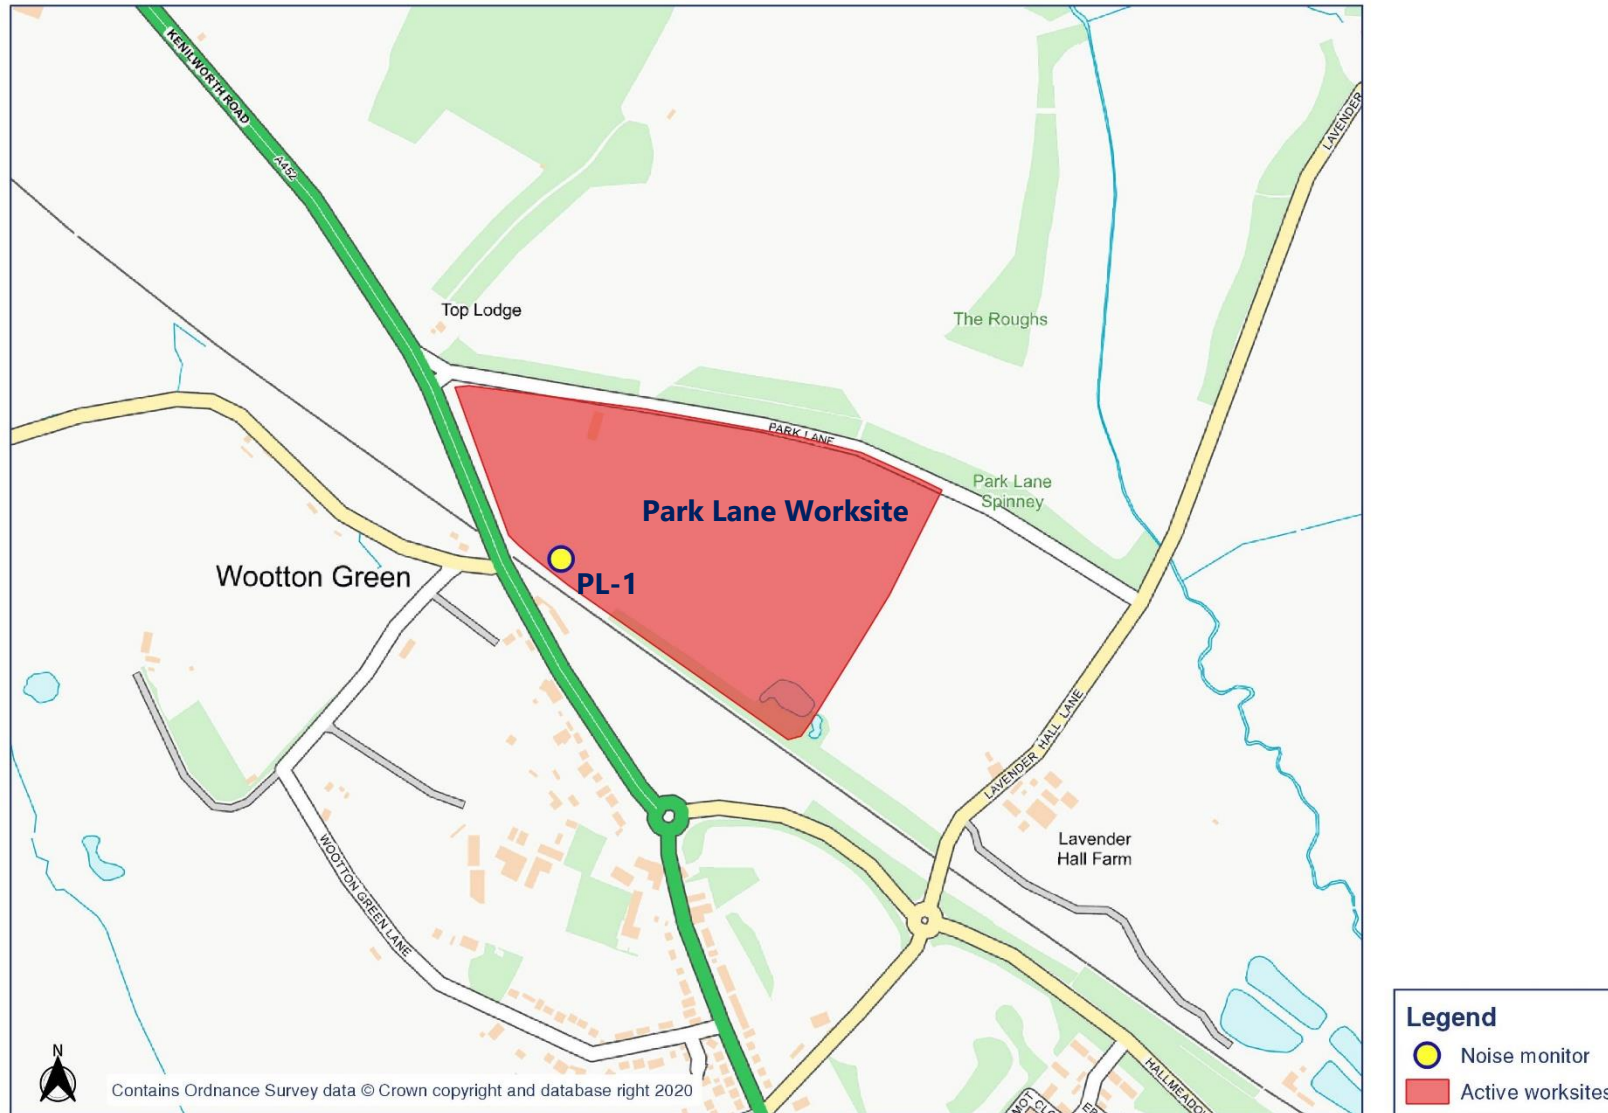 KENILWORTH ROAD
A452
LAVENDER
Top Lodge
The Roughs
PARK LANE
Park Lane
Spinney
Park Lane Worksite
Wootton Green
PL-1
LAVENDER HALL LANE
Lavender
Hall Farm
WOOTTON GREEN LANE
N
Contains Ordnance Survey data © Crown copyright and database right 2020
HALLMEADOW
Legend
Noise monitor
Active worksites